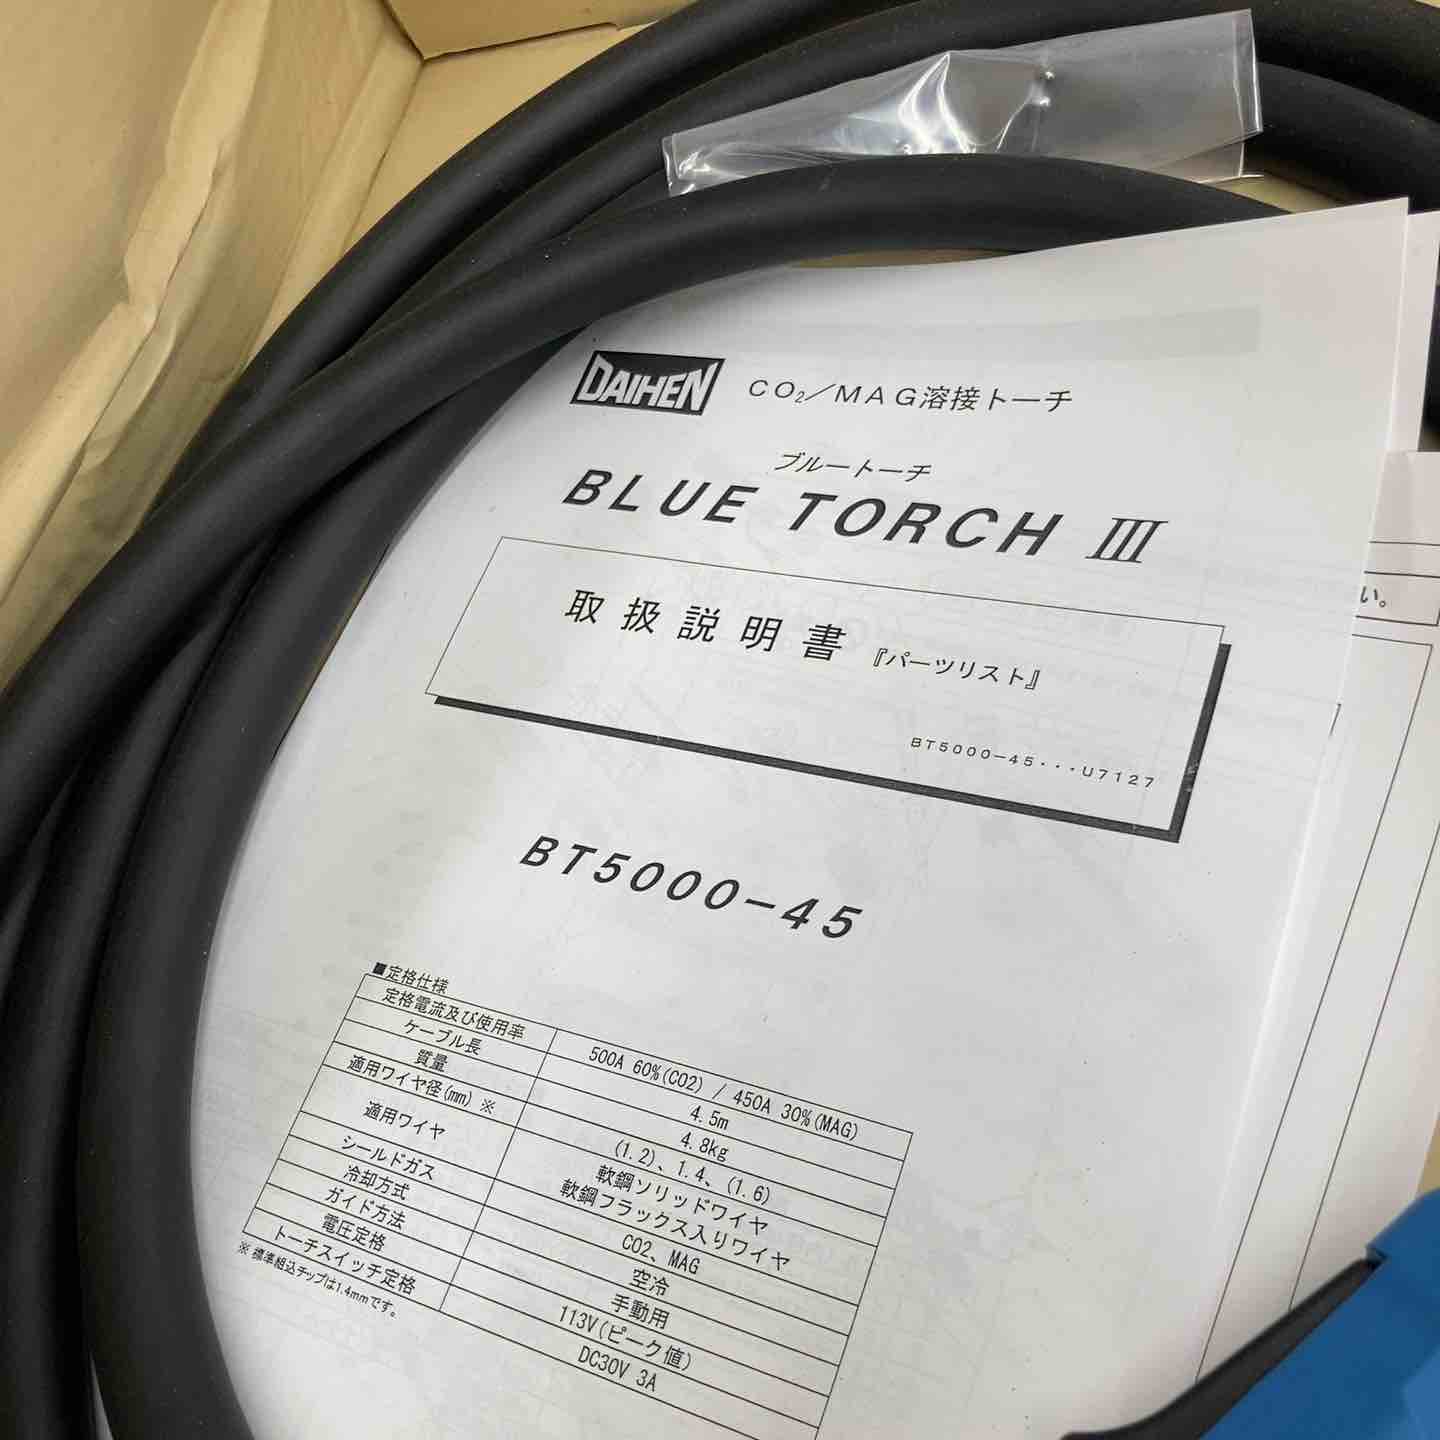 DAIHEN CO₂／MAG溶接トーチ
ブルートーチ
BLUE TORCH Ⅲ
取扱説明書『パーツリスト』
BT5000−45・・・U7127
い。
BT5000−45
■定格仕様
定格電流及び使用率 500A 60%(CO2) / 450A 30%(MAG)
ケーブル長 4.5m
質量 4.8kg
適用ワイヤ径(mm) ※ (1.2)、1.4、(1.6)
適用ワイヤ 軟鋼ソリッドワイヤ
軟鋼フラックス入りワイヤ
シールドガス CO2、MAG
冷却方式 空冷
ガイド方法 手動用
電圧定格 113V(ピーク値)
トーチスイッチ定格 DC30V 3A
※ 標準組込チップは1.4mmです。